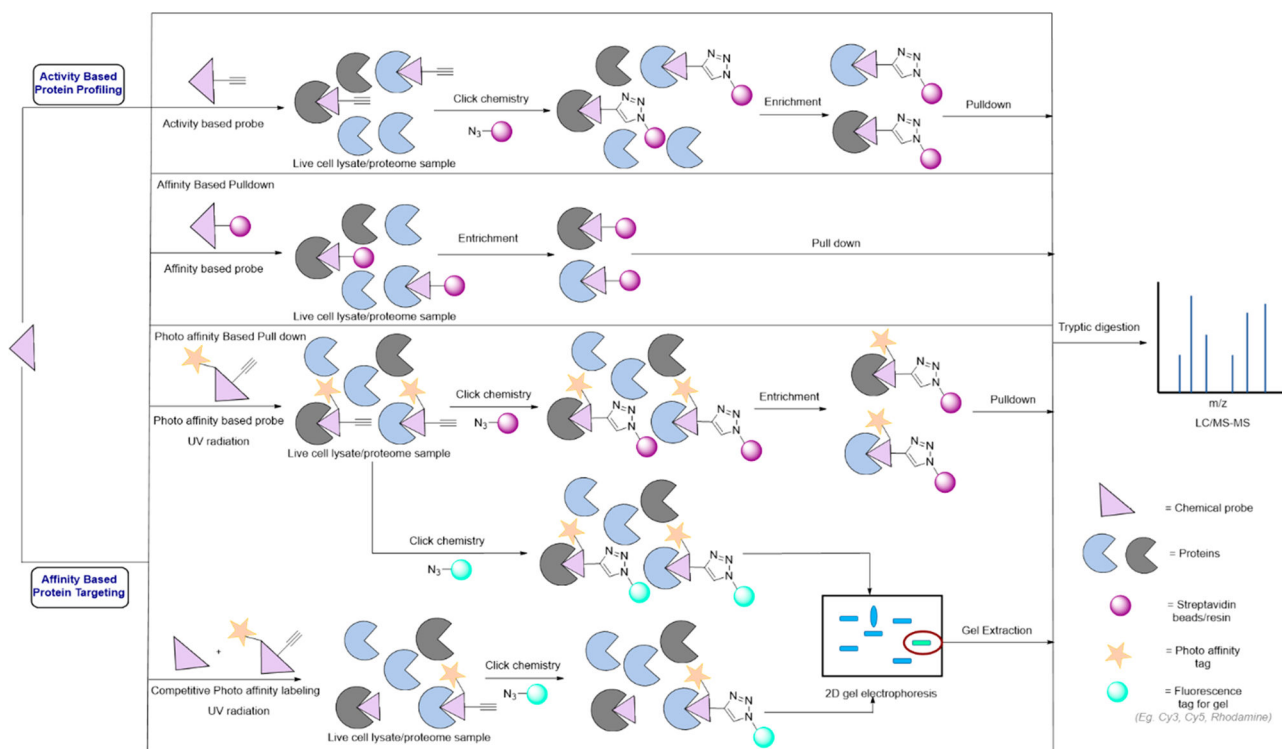 Activity Based
Protein Profiling
Activity based probe
Live cell lysate/proteome sample
Click chemistry
N3
N=N
N
N=N
N
Enrichment
N=N
N
N=N
N
Pulldown
Affinity Based Pulldown
Affinity based probe
Live cell lysate/proteome sample
Entrichment
Pull down
Photo affinity Based Pull down
Photo affinity based probe
UV radiation
Live cell lysate/proteome sample
Click chemistry
N3
N=N
N
N=N
N
Enrichment
N=N
N
N=N
N
Pulldown
Click chemistry
N3
N=N
N
N=N
N
Affinity Based
Protein Targeting
+
Competitive Photo affinity labeling
UV radiation
Live cell lysate/proteome sample
Click chemistry
N3
N=N
N
2D gel electrophoresis
Gel Extraction
Tryptic digestion
m/z
LC/MS-MS
= Chemical probe
= Proteins
= Streptavidin
beads/resin
= Photo affinity
tag
= Fluorescence
tag for gel
(Eg. Cy3, Cy5, Rhodamine)